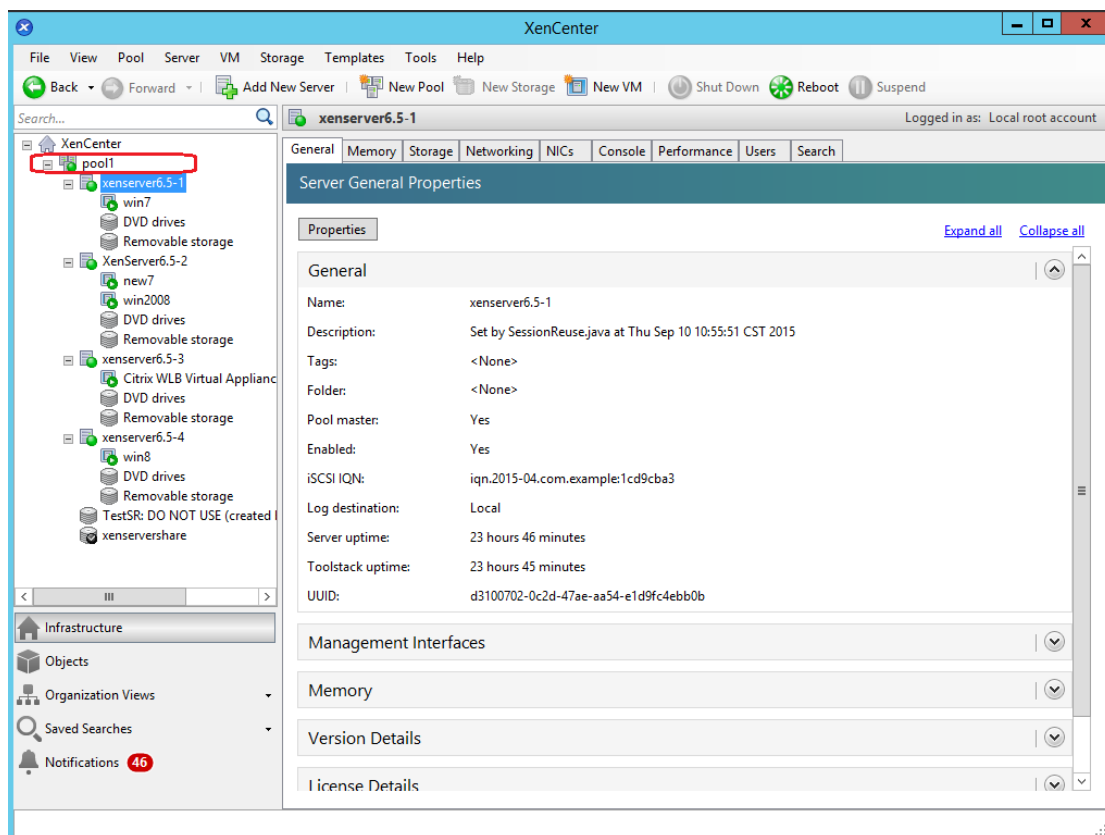 XenCenter
File View Pool Server VM Storage Templates Tools Help
Back Forward Add New Server New Pool New Storage New VM Shut Down Reboot Suspend
Search...
xenserver6.5-1 Logged in as: Local root account
XenCenter
pool1
xenserver6.5-1
win7
DVD drives
Removable storage
XenServer6.5-2
new7
win2008
DVD drives
Removable storage
xenserver6.5-3
Citrix WLB Virtual Applianc
DVD drives
Removable storage
xenserver6.5-4
win8
DVD drives
Removable storage
TestSR: DO NOT USE (created
xenservershare
Infrastructure
Objects
Organization Views
Saved Searches
Notifications 46
General Memory Storage Networking NICs Console Performance Users Search
Server General Properties
Properties Expand all Collapse all
General
Name: xenserver6.5-1
Description: Set by SessionReuse.java at Thu Sep 10 10:55:51 CST 2015
Tags: <None>
Folder: <None>
Pool master: Yes
Enabled: Yes
iSCSI IQN: iqn.2015-04.com.example:1cd9cba3
Log destination: Local
Server uptime: 23 hours 46 minutes
Toolstack uptime: 23 hours 45 minutes
UUID: d3100702-0c2d-47ae-aa54-e1d9fc4ebb0b
Management Interfaces
Memory
Version Details
License Details